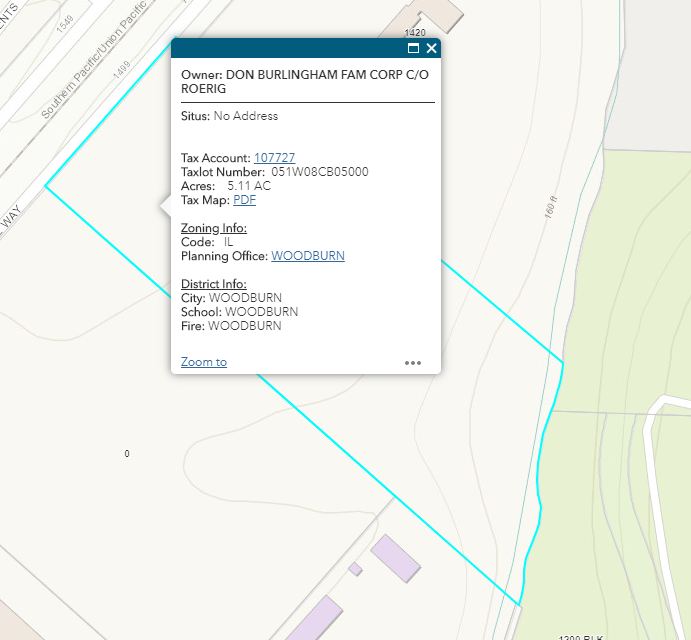 ENTS
1549
Southern Pacific/Union Pacific
1499
1420
WAY
Owner: DON BURLINGHAM FAM CORP C/O
ROERIG
Situs: No Address
Tax Account: 107727
Taxlot Number: 051W08CB05000
Acres: 5.11 AC
Tax Map: PDF
Zoning Info:
Code: IL
Planning Office: WOODBURN
District Info:
City: WOODBURN
School: WOODBURN
Fire: WOODBURN
Zoom to
160 ft
0
1200 BLK